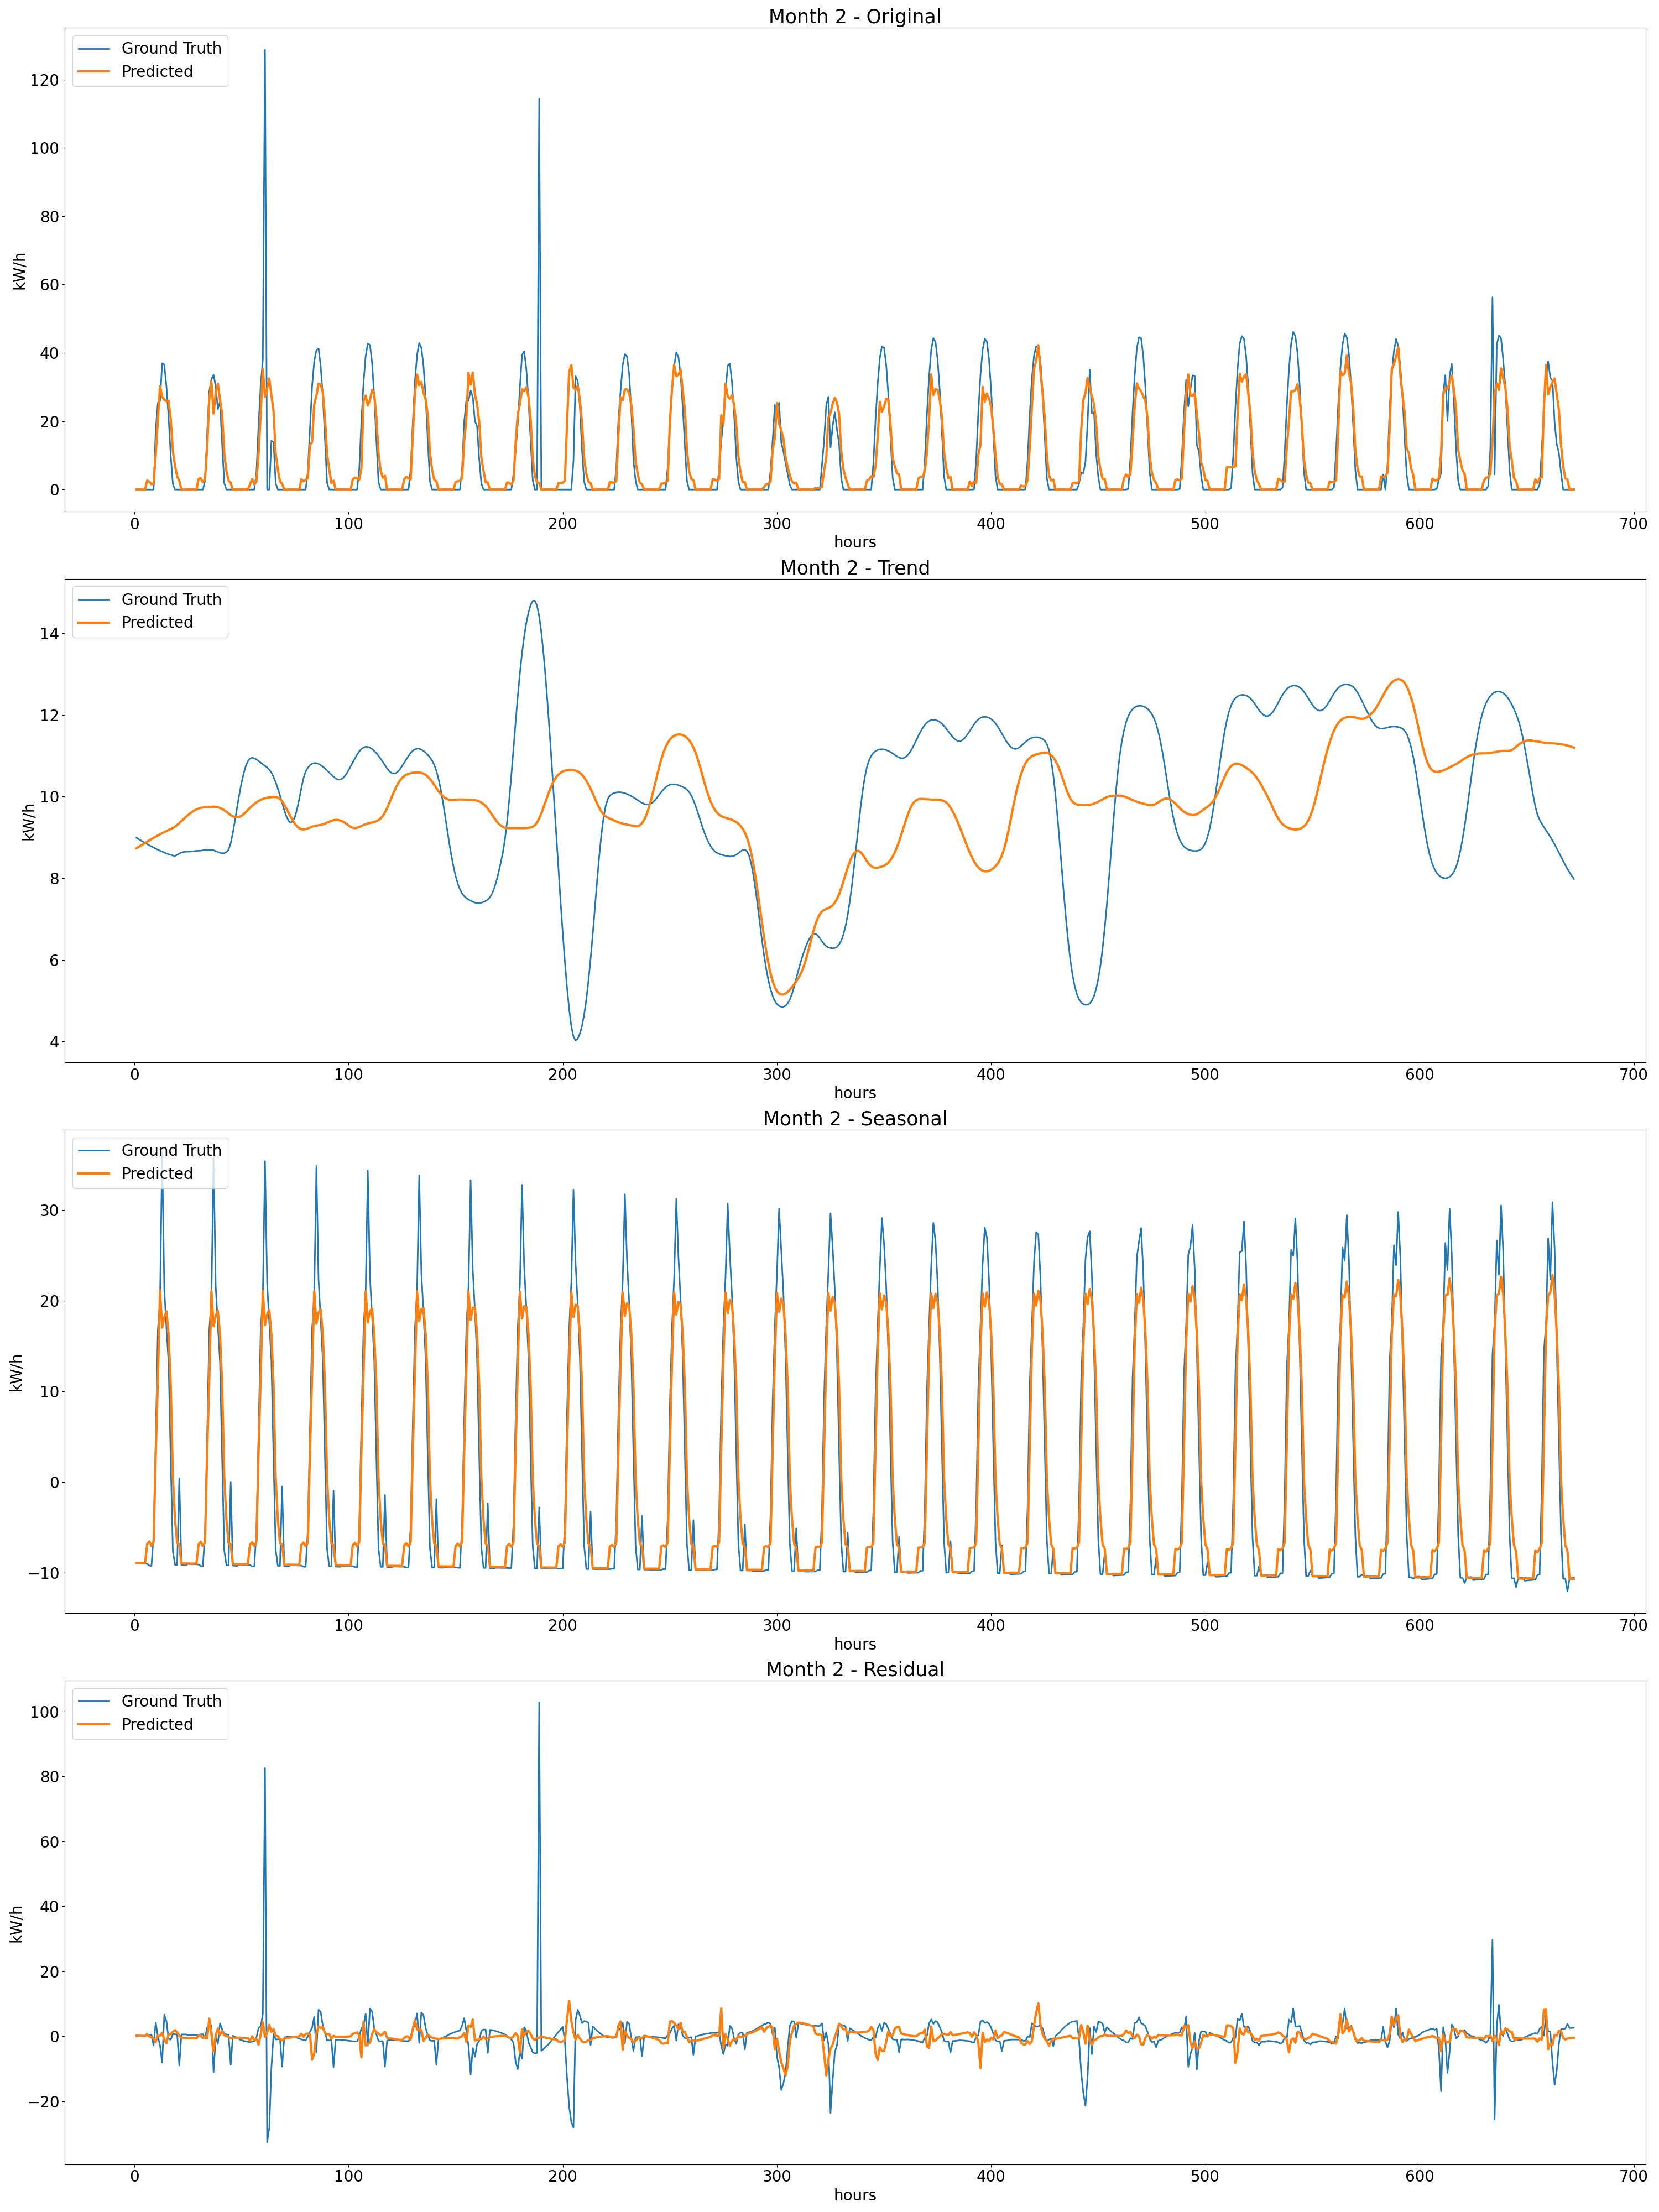 Month 2 - Original
Ground Truth
Predicted
120
100
80
60
40
20
0
kW/h
0 100 200 300 400 500 600 700
hours
Month 2 - Trend
Ground Truth
Predicted
14
12
10
8
6
4
kW/h
0 100 200 300 400 500 600 700
hours
Month 2 - Seasonal
Ground Truth
Predicted
30
20
10
0
−10
kW/h
0 100 200 300 400 500 600 700
hours
Month 2 - Residual
Ground Truth
Predicted
100
80
60
40
20
0
−20
kW/h
0 100 200 300 400 500 600 700
hours